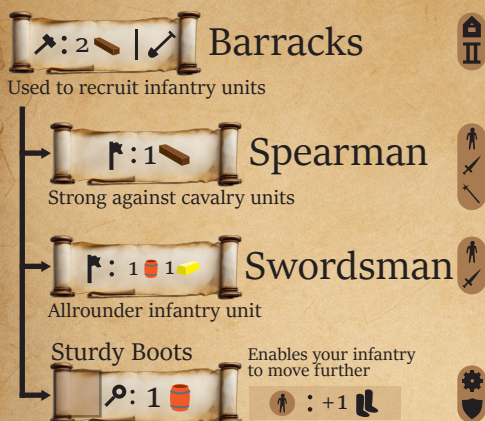 : 2 | Barracks
Used to recruit infantry units
: 1 Spearman
Strong against cavalry units
: 1 1 Swordsman
Allrounder infantry unit
Sturdy Boots
Enables your infantry
to move further
: 1
: +1